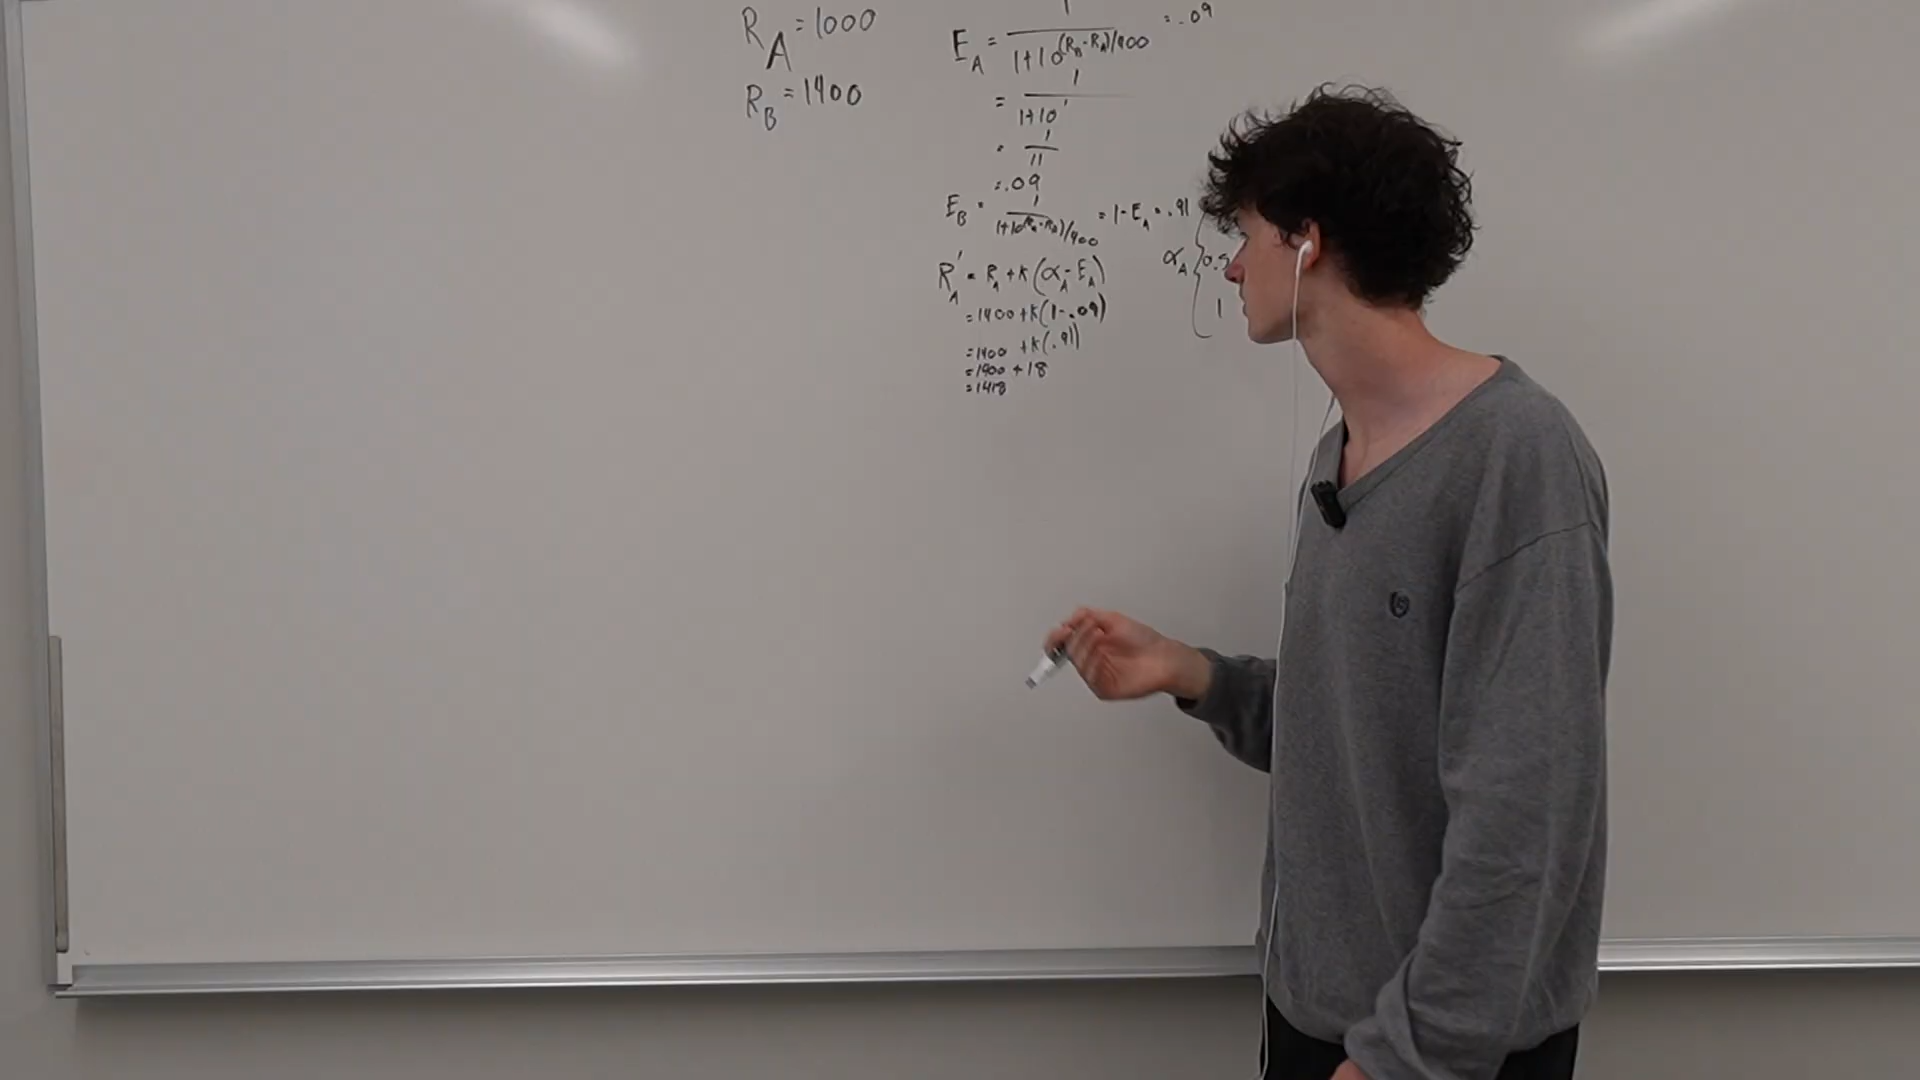 R_A = 1000
R_B = 1400
E_A = 1 / (1+10^(R_B-R_A)/400) = .09
= 1 / (1+10^1)
= 1/11
= .09
E_B = 1 / (1+10^(R_A-R_B)/400) = 1-E_A = .91
R_A' = R_A + K(α_A-E_A)
α_A { 0.5
1
= 1400 + K(1-.09)
= 1400 + K(.91)
= 1400 + 18
= 1418